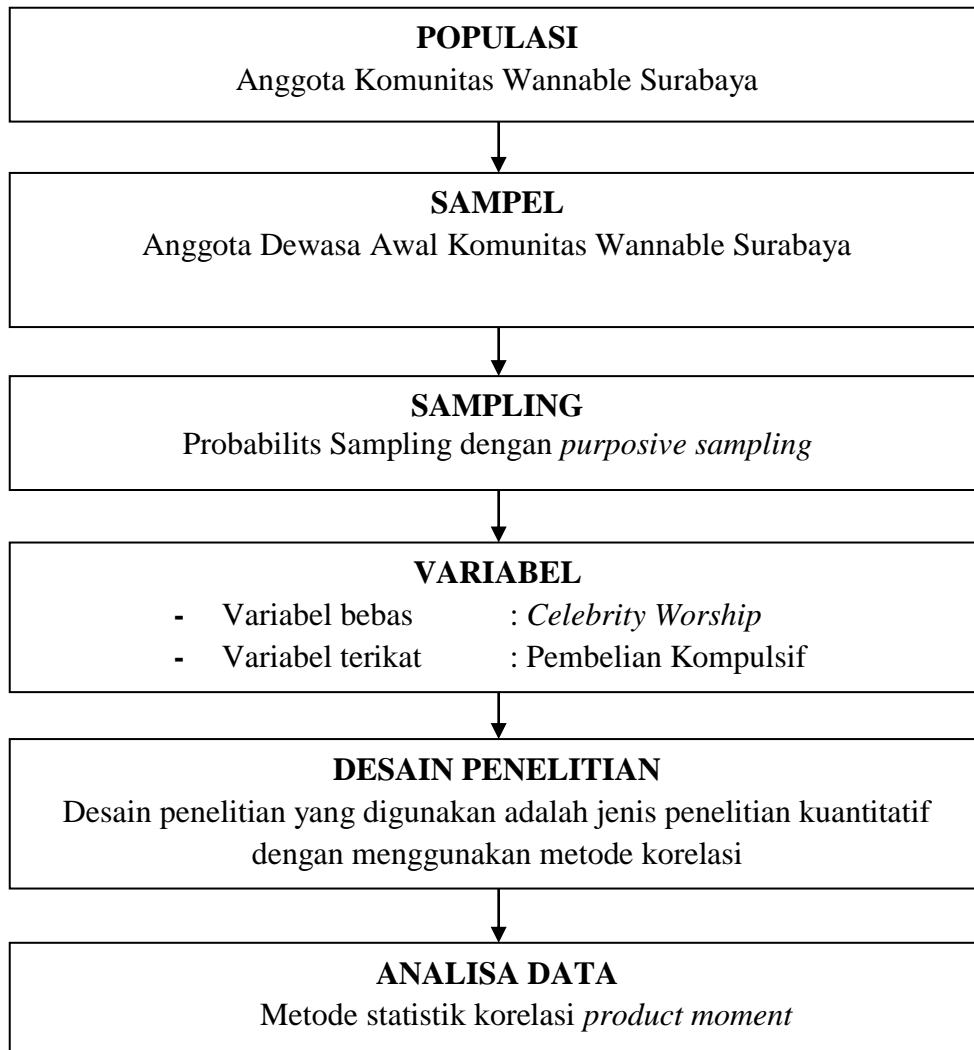 POPULASI
Anggota Komunitas Wannable Surabaya
SAMPEL
Anggota Dewasa Awal Komunitas Wannable Surabaya
SAMPLING
Probabilits Sampling dengan purposive sampling
VARIABEL
- Variabel bebas : Celebrity Worship
- Variabel terikat : Pembelian Kompulsif
DESAIN PENELITIAN
Desain penelitian yang digunakan adalah jenis penelitian kuantitatif
dengan menggunakan metode korelasi
ANALISA DATA
Metode statistik korelasi product moment